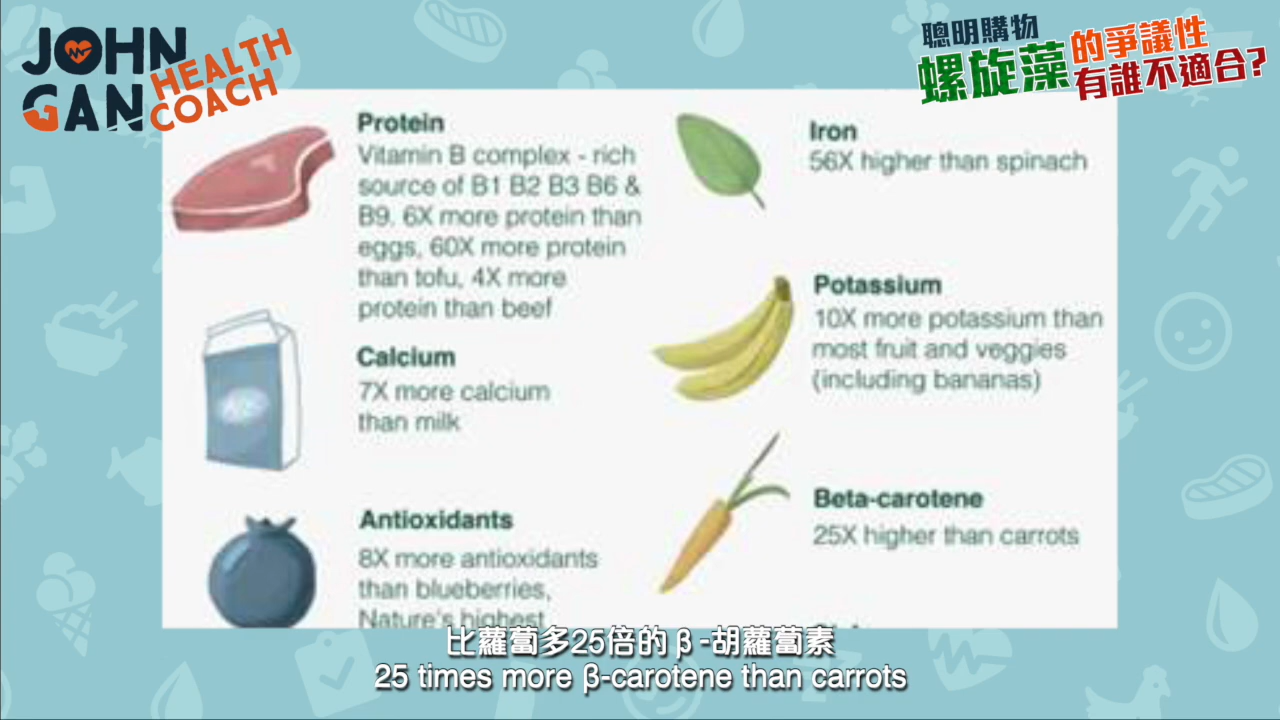 JOHN
GAN
HEALTH
COACH
聰明購物
螺旋藻的爭議性
有誰不適合?
Protein
Vitamin B complex - rich
source of B1 B2 B3 B6 &
B9. 6X more protein than
eggs, 60X more protein
than tofu, 4X more
protein than beef
Calcium
7X more calcium
than milk
Antioxidants
8X more antioxidants
than blueberries,
Nature's highest
Iron
56X higher than spinach
Potassium
10X more potassium than
most fruit and veggies
(including bananas)
Beta-carotene
25X higher than carrots
比蘿蔔多25倍的β-胡蘿蔔素
25 times more β-carotene than carrots